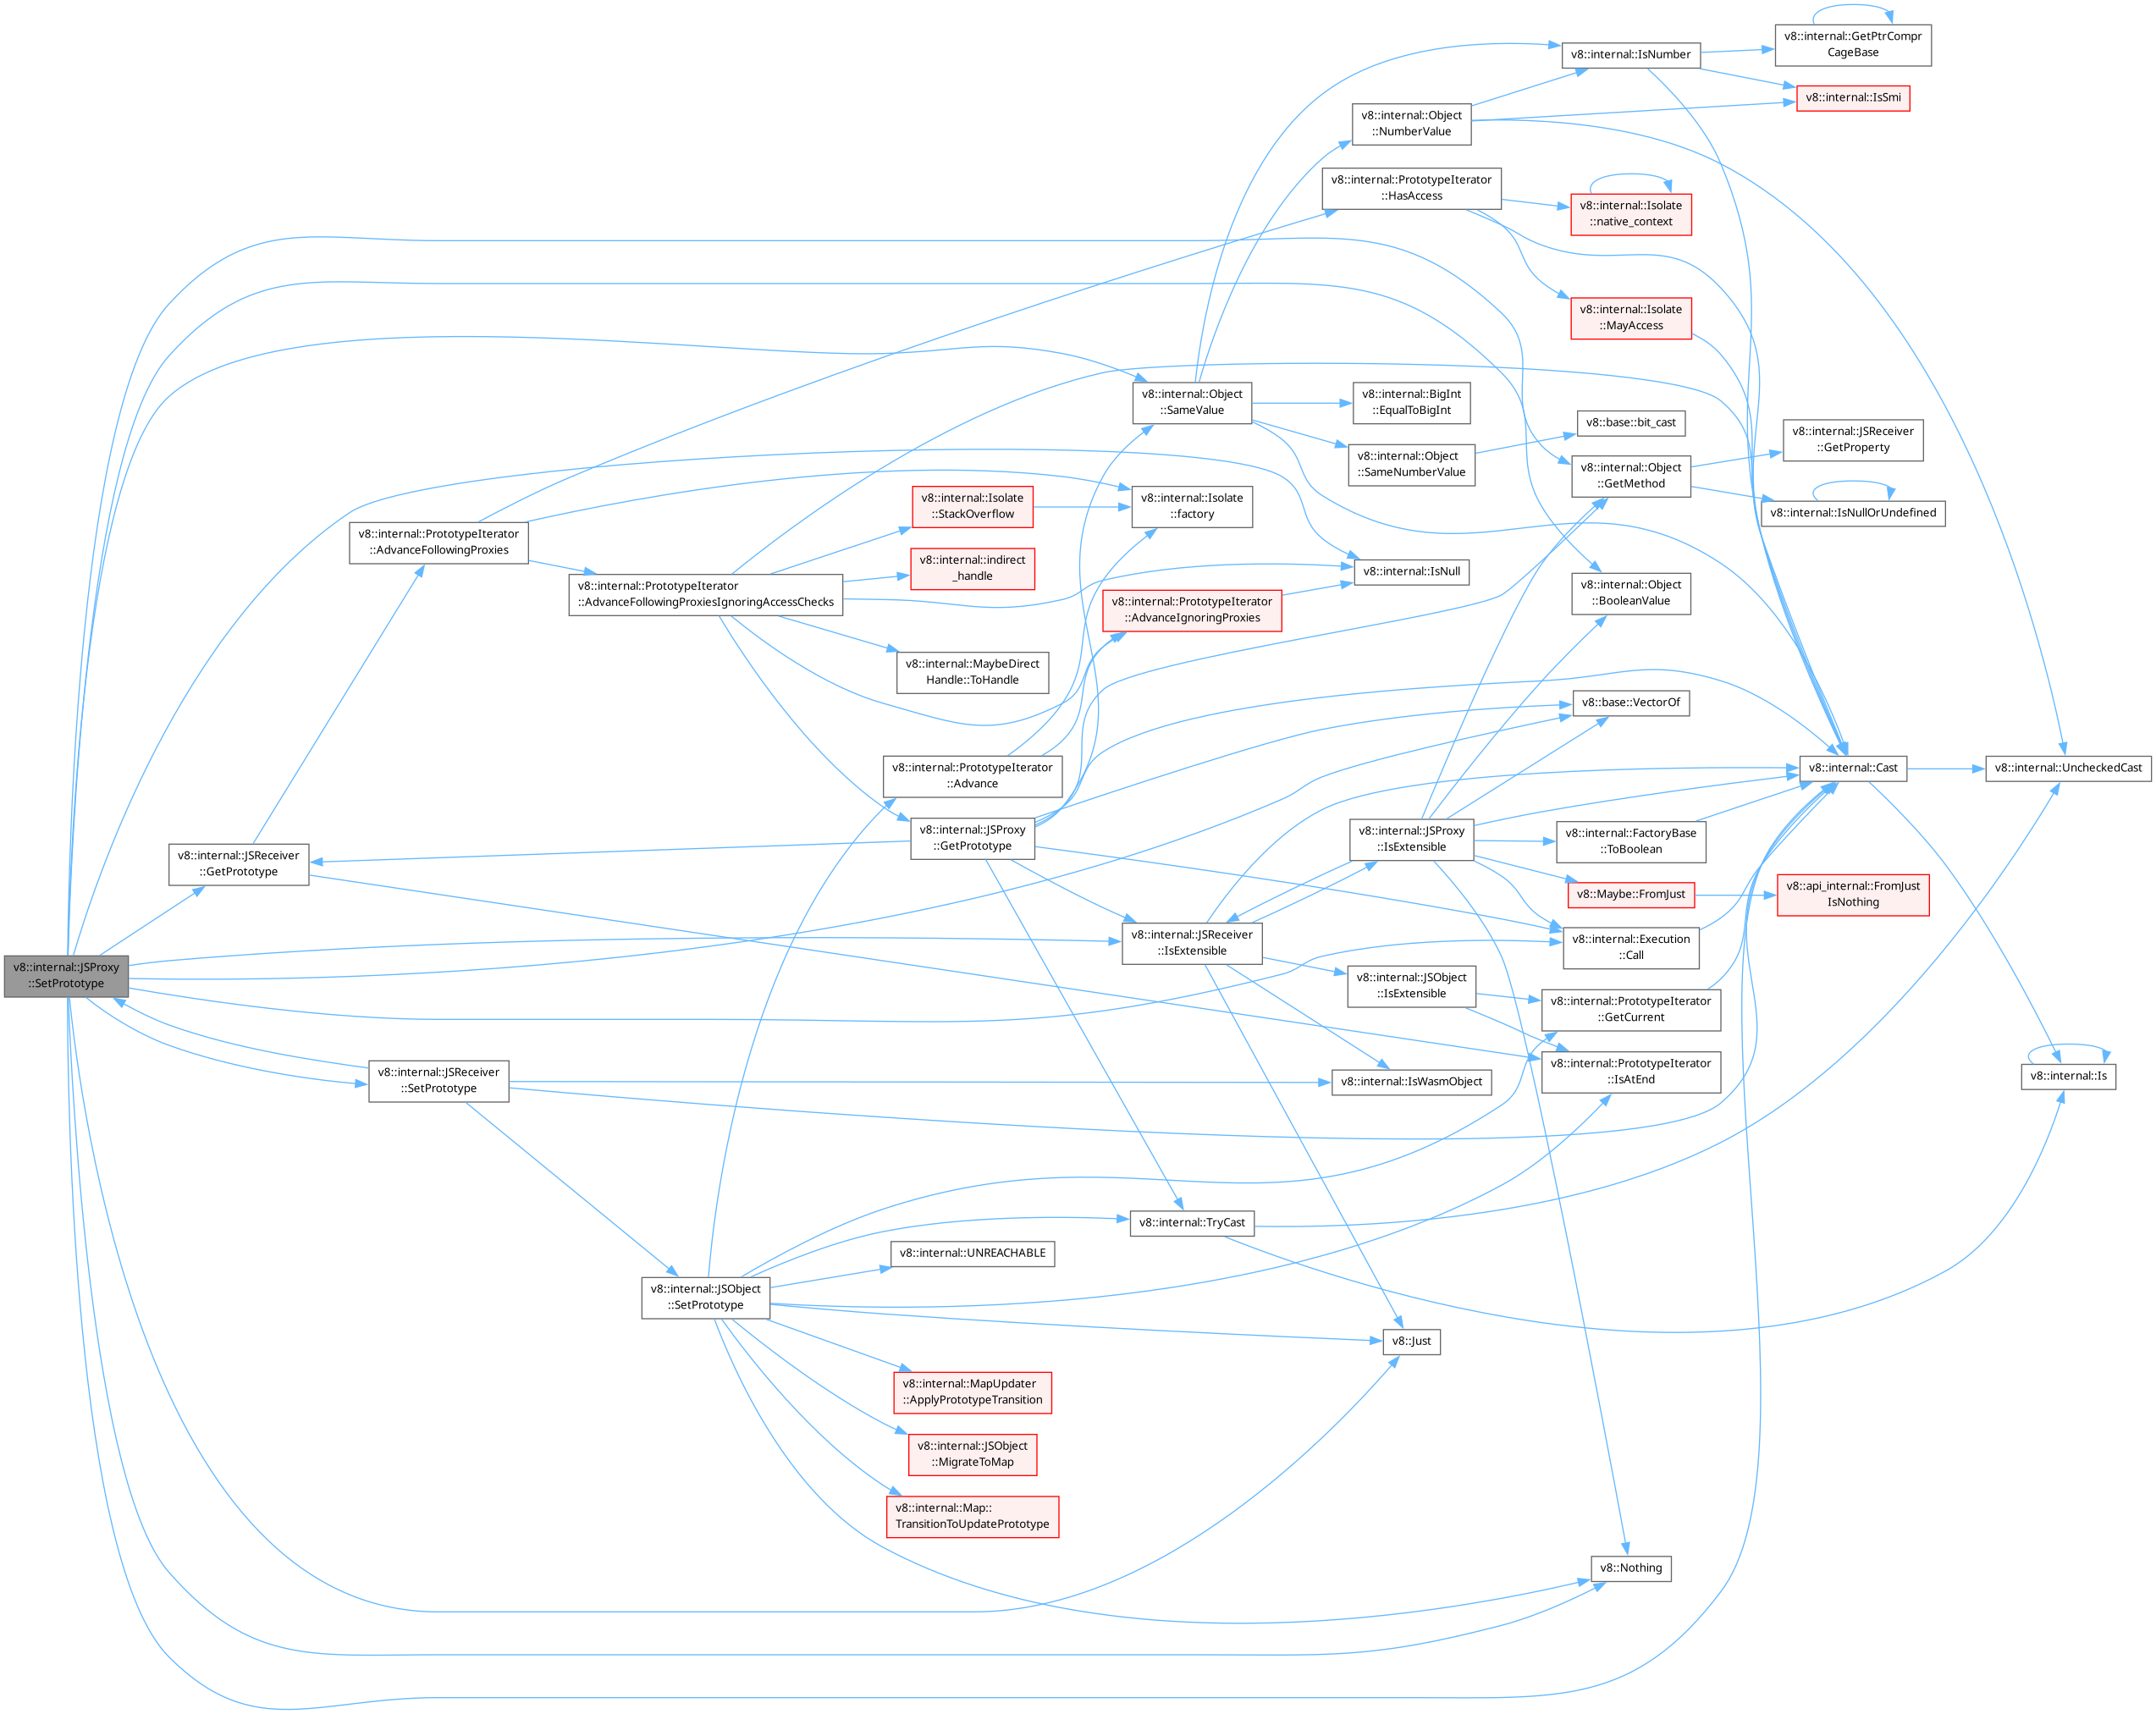 v8::internal::GetPtrCompr
CageBase
v8::internal::IsNumber
v8::internal::IsSmi
v8::internal::Object
::NumberValue
v8::internal::PrototypeIterator
::HasAccess
v8::internal::Isolate
::native_context
v8::internal::Isolate
::MayAccess
v8::internal::Object
::SameValue
v8::internal::BigInt
::EqualToBigInt
v8::base::bit_cast
v8::internal::JSReceiver
::GetProperty
v8::internal::Object
::SameNumberValue
v8::internal::Object
::GetMethod
v8::internal::IsNullOrUndefined
v8::internal::Isolate
::StackOverflow
v8::internal::Isolate
::factory
v8::internal::PrototypeIterator
::AdvanceFollowingProxies
v8::internal::indirect
_handle
v8::internal::IsNull
v8::internal::PrototypeIterator
::AdvanceFollowingProxiesIgnoringAccessChecks
v8::internal::Object
::BooleanValue
v8::internal::PrototypeIterator
::AdvanceIgnoringProxies
v8::internal::MaybeDirect
Handle::ToHandle
v8::base::VectorOf
v8::internal::PrototypeIterator
::Advance
v8::internal::Cast
v8::internal::UncheckedCast
v8::internal::JSProxy
::GetPrototype
v8::internal::JSProxy
::IsExtensible
v8::internal::FactoryBase
::ToBoolean
v8::internal::JSReceiver
::GetPrototype
v8::Maybe::FromJust
v8::api_internal::FromJust
IsNothing
v8::internal::JSReceiver
::IsExtensible
v8::internal::Execution
::Call
v8::internal::JSProxy
::SetPrototype
v8::internal::JSObject
::IsExtensible
v8::internal::PrototypeIterator
::GetCurrent
v8::internal::PrototypeIterator
::IsAtEnd
v8::internal::JSReceiver
::SetPrototype
v8::internal::IsWasmObject
v8::internal::Is
v8::internal::TryCast
v8::internal::UNREACHABLE
v8::internal::JSObject
::SetPrototype
v8::Just
v8::internal::MapUpdater
::ApplyPrototypeTransition
v8::internal::JSObject
::MigrateToMap
v8::internal::Map::
TransitionToUpdatePrototype
v8::Nothing